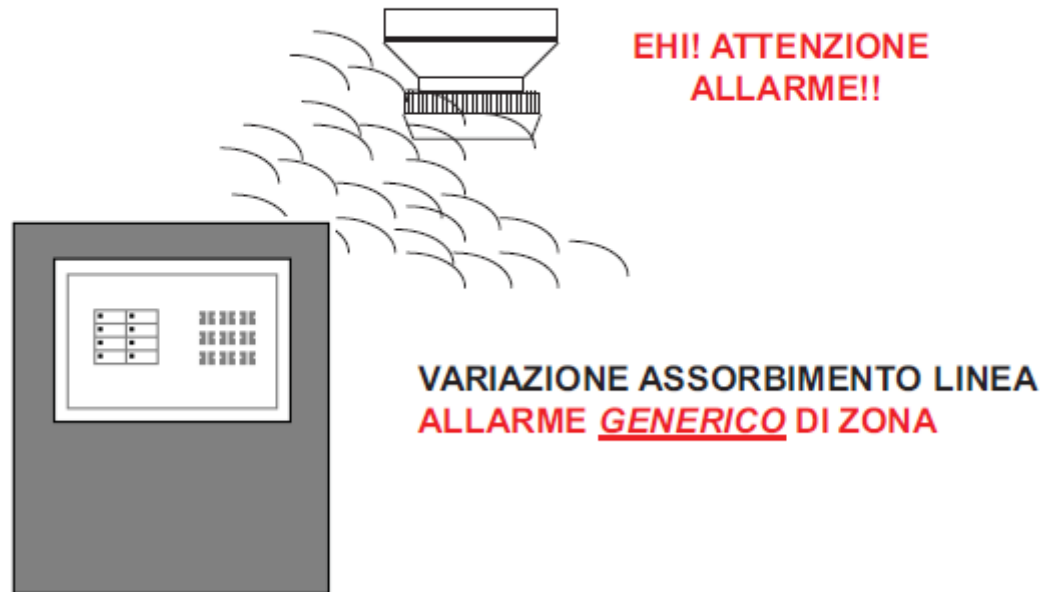 EHI! ATTENZIONE
ALLARME!!
VARIAZIONE ASSORBIMENTO LINEA
ALLARME GENERICO DI ZONA